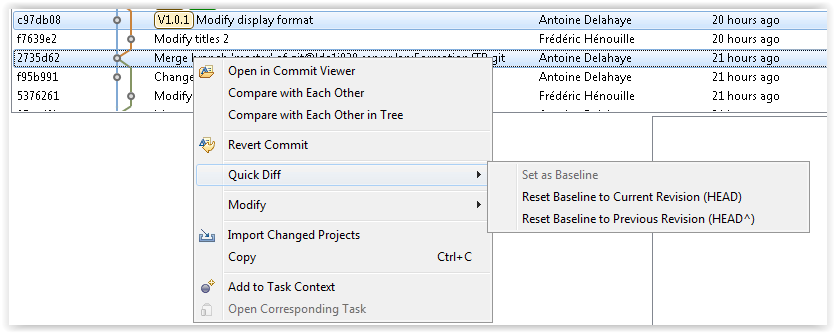 c97db08 V1.0.1 Modify display format Antoine Delahaye 20 hours ago
f7639e2 Modify titles 2 Frédéric Hénouille 20 hours ago
2735d62 Merge branch 'master' of Antoine Delahaye 21 hours ago
f95b991 Change Antoine Delahaye 21 hours ago
5376261 Modify Frédéric Hénouille 21 hours ago
Open in Commit Viewer
Compare with Each Other
Compare with Each Other in Tree
Revert Commit
Quick Diff
Set as Baseline
Reset Baseline to Current Revision (HEAD)
Reset Baseline to Previous Revision (HEAD^)
Modify
Import Changed Projects
Copy Ctrl+C
Add to Task Context
Open Corresponding Task